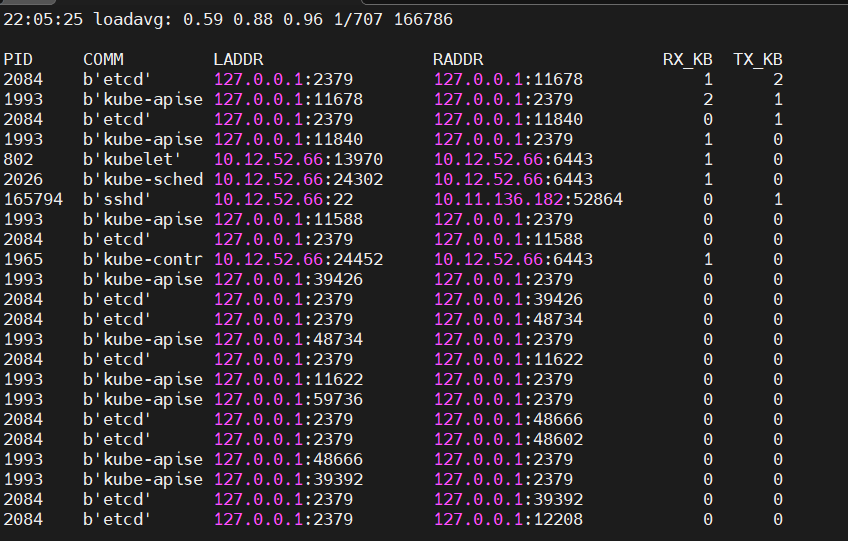 22:05:25 loadavg: 0.59 0.88 0.96 1/707 166786
PID COMM LADDR RADDR RX_KB TX_KB
2084 b'etcd' 127.0.0.1:2379 127.0.0.1:11678 1 2
1993 b'kube-apise 127.0.0.1:11678 127.0.0.1:2379 2 1
2084 b'etcd' 127.0.0.1:2379 127.0.0.1:11840 0 1
1993 b'kube-apise 127.0.0.1:11840 127.0.0.1:2379 1 0
802 b'kubelet' 10.12.52.66:13970 10.12.52.66:6443 1 0
2026 b'kube-sched 10.12.52.66:24302 10.12.52.66:6443 1 0
165794 b'sshd' 10.12.52.66:22 10.11.136.182:52864 0 1
1993 b'kube-apise 127.0.0.1:11588 127.0.0.1:2379 0 0
2084 b'etcd' 127.0.0.1:2379 127.0.0.1:11588 0 0
1965 b'kube-contr 10.12.52.66:24452 10.12.52.66:6443 1 0
1993 b'kube-apise 127.0.0.1:39426 127.0.0.1:2379 0 0
2084 b'etcd' 127.0.0.1:2379 127.0.0.1:39426 0 0
2084 b'etcd' 127.0.0.1:2379 127.0.0.1:48734 0 0
1993 b'kube-apise 127.0.0.1:48734 127.0.0.1:2379 0 0
2084 b'etcd' 127.0.0.1:2379 127.0.0.1:11622 0 0
1993 b'kube-apise 127.0.0.1:11622 127.0.0.1:2379 0 0
1993 b'kube-apise 127.0.0.1:59736 127.0.0.1:2379 0 0
2084 b'etcd' 127.0.0.1:2379 127.0.0.1:48666 0 0
2084 b'etcd' 127.0.0.1:2379 127.0.0.1:48602 0 0
1993 b'kube-apise 127.0.0.1:48666 127.0.0.1:2379 0 0
1993 b'kube-apise 127.0.0.1:39392 127.0.0.1:2379 0 0
2084 b'etcd' 127.0.0.1:2379 127.0.0.1:39392 0 0
2084 b'etcd' 127.0.0.1:2379 127.0.0.1:12208 0 0